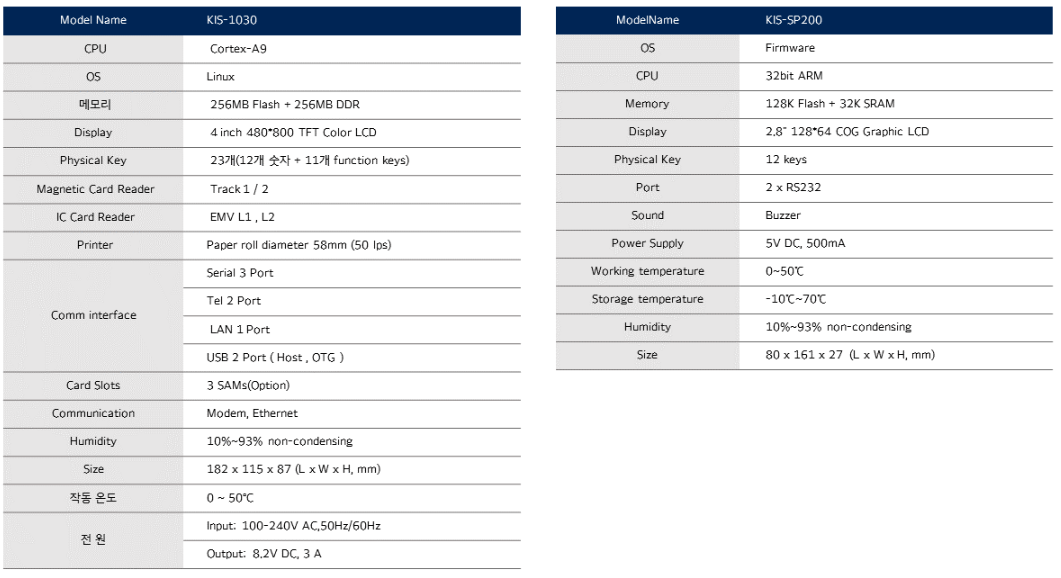 Model Name KIS-1030
CPU Cortex-A9
OS Linux
메모리 256MB Flash + 256MB DDR
Display 4 inch 480*800 TFT Color LCD
Physical Key 23개(12개 숫자 + 11개 function keys)
Magnetic Card Reader Track 1 / 2
IC Card Reader EMV L1 , L2
Printer Paper roll diameter 58mm (50 lps)
Comm interface Serial 3 Port
Tel 2 Port
LAN 1 Port
USB 2 Port ( Host , OTG )
Card Slots 3 SAMs(Option)
Communication Modem, Ethernet
Humidity 10%~93% non-condensing
Size 182 x 115 x 87 (L x W x H, mm)
작동 온도 0 ~ 50℃
전 원 Input: 100-240V AC,50Hz/60Hz
Output: 8.2V DC, 3 A
ModelName KIS-SP200
OS Firmware
CPU 32bit ARM
Memory 128K Flash + 32K SRAM
Display 2.8" 128*64 COG Graphic LCD
Physical Key 12 keys
Port 2 x RS232
Sound Buzzer
Power Supply 5V DC, 500mA
Working temperature 0~50℃
Storage temperature -10℃~70℃
Humidity 10%~93% non-condensing
Size 80 x 161 x 27 (L x W x H, mm)